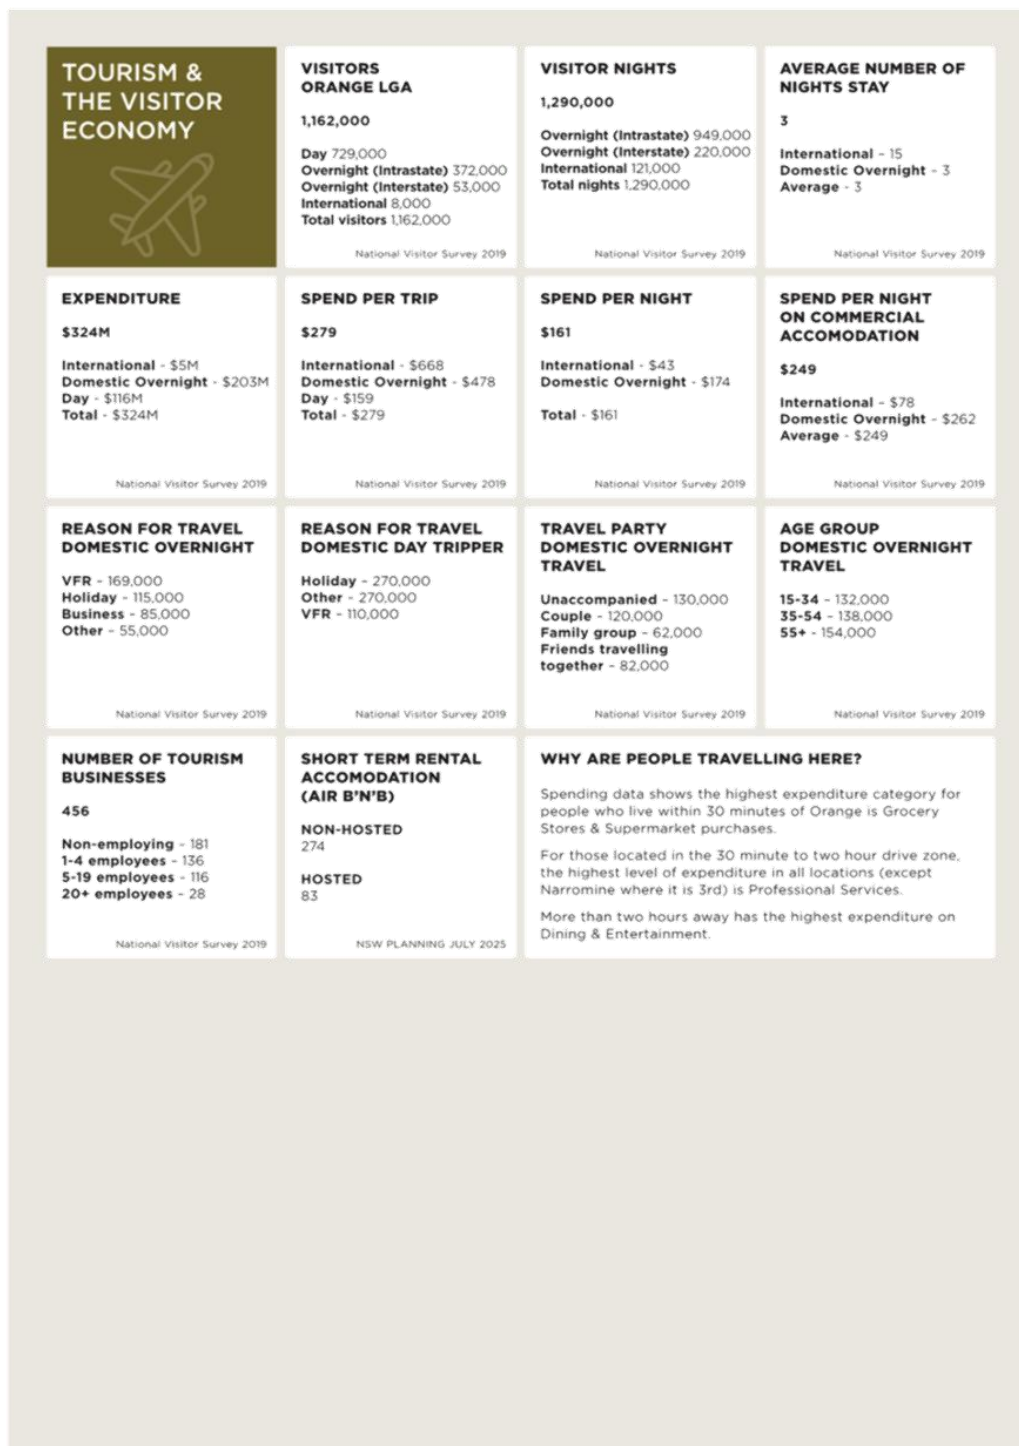 TOURISM &
THE VISITOR
ECONOMY
VISITORS
ORANGE LGA
1,162,000
Day 729,000
Overnight (Intrastate) 372,000
Overnight (Interstate) 53,000
International 8,000
Total visitors 1,162,000
National Visitor Survey 2019
VISITOR NIGHTS
1,290,000
Overnight (Intrastate) 949,000
Overnight (Interstate) 220,000
International 121,000
Total nights 1,290,000
National Visitor Survey 2019
AVERAGE NUMBER OF
NIGHTS STAY
3
International - 15
Domestic Overnight - 3
Average - 3
National Visitor Survey 2019
EXPENDITURE
$324M
International - $5M
Domestic Overnight - $203M
Day - $116M
Total - $324M
National Visitor Survey 2019
SPEND PER TRIP
$279
International - $668
Domestic Overnight - $478
Day - $159
Total - $279
National Visitor Survey 2019
SPEND PER NIGHT
$161
International - $43
Domestic Overnight - $174
Total - $161
National Visitor Survey 2019
SPEND PER NIGHT
ON COMMERCIAL
ACCOMODATION
$249
International - $78
Domestic Overnight - $262
Average - $249
National Visitor Survey 2019
REASON FOR TRAVEL
DOMESTIC OVERNIGHT
VFR - 169,000
Holiday - 115,000
Business - 85,000
Other - 55,000
National Visitor Survey 2019
REASON FOR TRAVEL
DOMESTIC DAY TRIPPER
Holiday - 270,000
Other - 270,000
VFR - 110,000
National Visitor Survey 2019
TRAVEL PARTY
DOMESTIC OVERNIGHT
TRAVEL
Unaccompanied - 130,000
Couple - 120,000
Family group - 62,000
Friends travelling
together - 82,000
National Visitor Survey 2019
AGE GROUP
DOMESTIC OVERNIGHT
TRAVEL
15-34 - 132,000
35-54 - 138,000
55+ - 154,000
National Visitor Survey 2019
NUMBER OF TOURISM
BUSINESSES
456
Non-employing - 181
1-4 employees - 136
5-19 employees - 116
20+ employees - 28
National Visitor Survey 2019
SHORT TERM RENTAL
ACCOMODATION
(AIR B'N'B)
NON-HOSTED
274
HOSTED
83
NSW PLANNING JULY 2025
WHY ARE PEOPLE TRAVELLING HERE?
Spending data shows the highest expenditure category for
people who live within 30 minutes of Orange is Grocery
Stores & Supermarket purchases.
For those located in the 30 minute to two hour drive zone,
the highest level of expenditure in all locations (except
Narromine where it is 3rd) is Professional Services.
More than two hours away has the highest expenditure on
Dining & Entertainment.